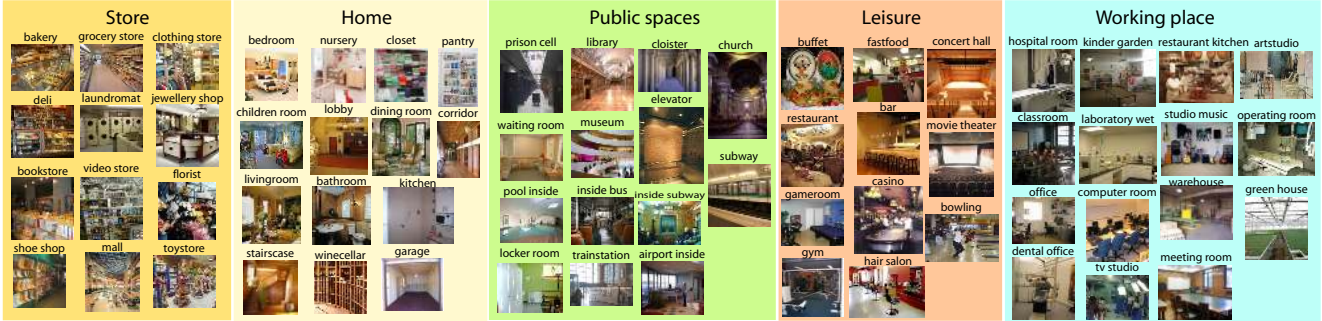 Store
bakery grocery store clothing store
deli laundromat jewellery shop
bookstore video store florist
shoe shop mall toystore
Home
bedroom nursery closet pantry
children room lobby dining room corridor
livingroom bathroom kitchen
stairscase winecellar garage
Public spaces
prison cell library cloister church
waiting room museum elevator subway
pool inside inside bus inside subway
locker room trainstation airport inside
Leisure
buffet fastfood concert hall
restaurant bar movie theater
gameroom casino bowling
gym hair salon
Working place
hospital room kinder garden restaurant kitchen artstudio
classroom laboratory wet studio music operating room
office computer room warehouse green house
dental office tv studio meeting room